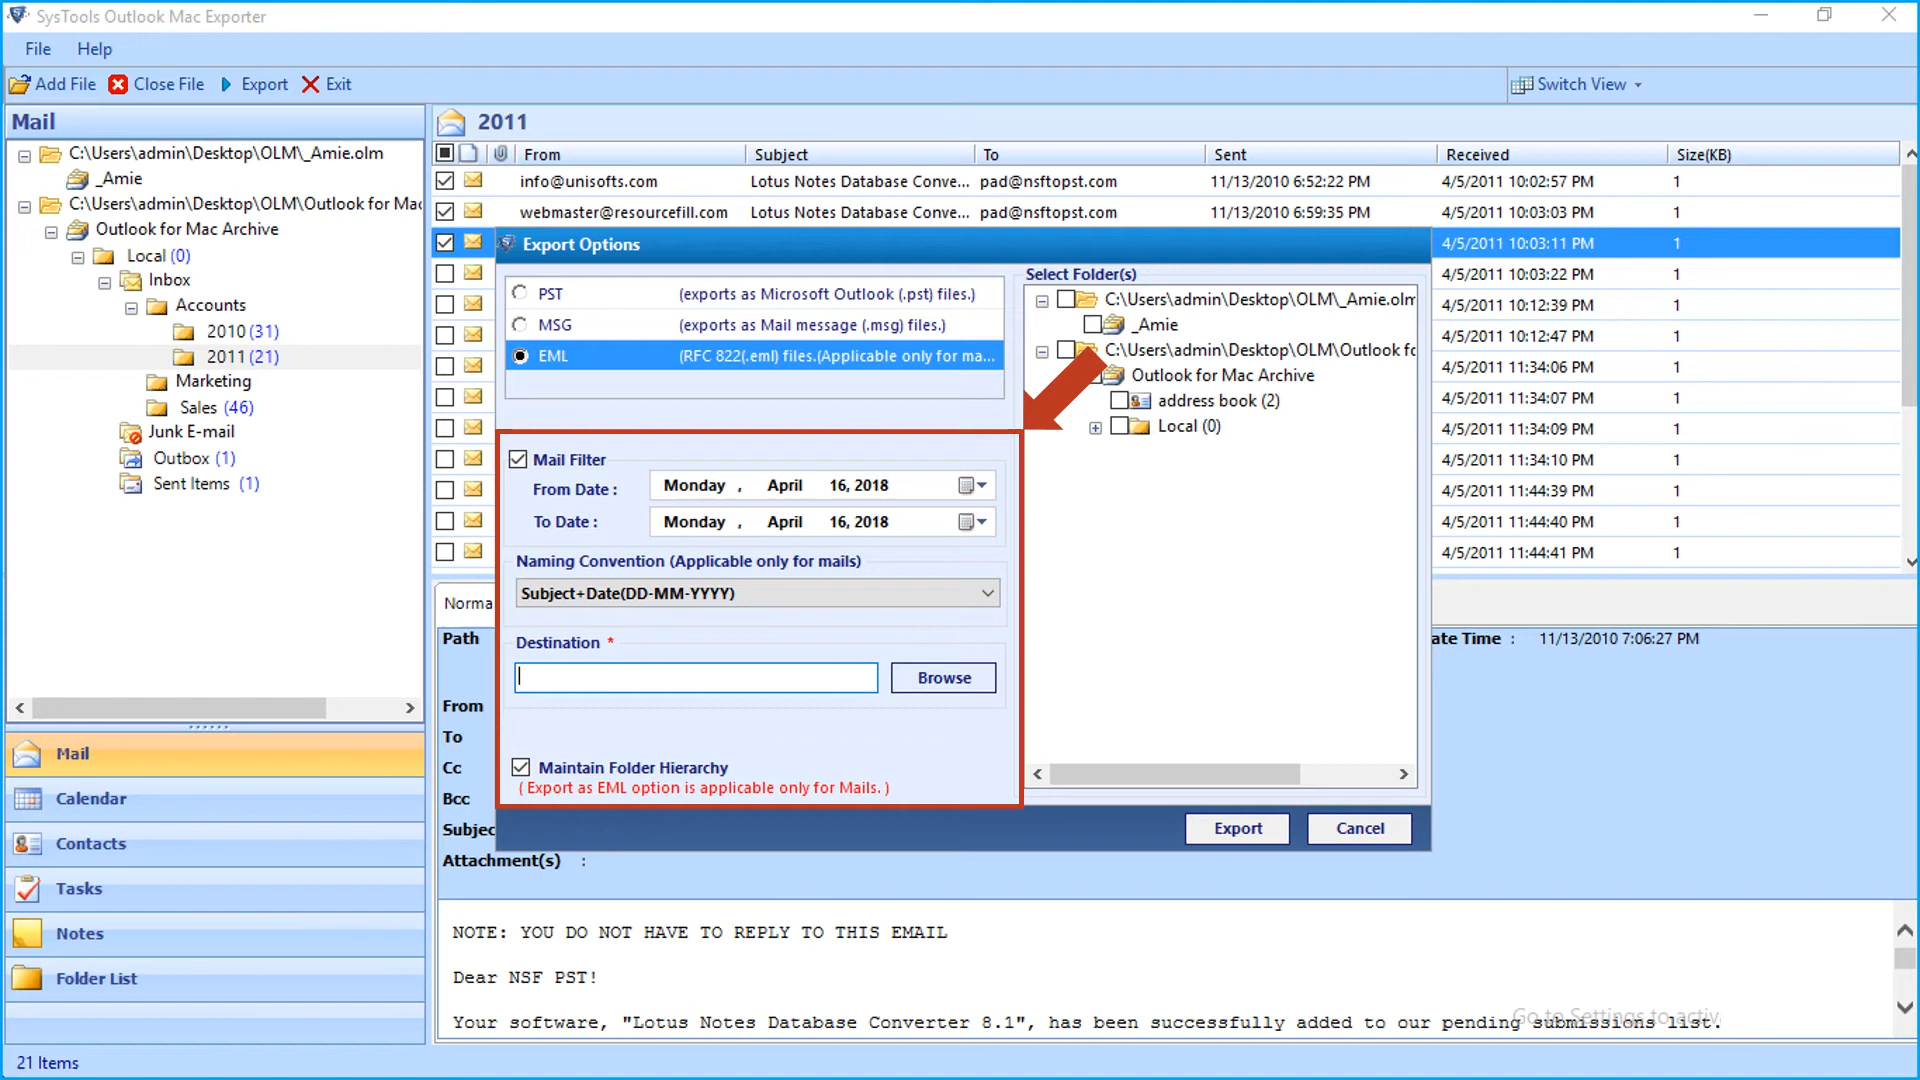 SysTools Outlook Mac Exporter
File Help
Add File Close File Export Exit Switch View
Mail
C:\Users\admin\Desktop\OLM\_Amie.olm
_Amie
C:\Users\admin\Desktop\OLM\Outlook for Mac
Outlook for Mac Archive
Local (0)
Inbox
Accounts
2010 (31)
2011 (21)
Marketing
Sales (46)
Junk E-mail
Outbox (1)
Sent Items (1)
Mail
Calendar
Contacts
Tasks
Notes
Folder List
21 Items
2011
From Subject To Sent Received Size(KB)
info@unisofts.com Lotus Notes Database Conve... pad@nsftopst.com 11/13/2010 6:52:22 PM 4/5/2011 10:02:57 PM 1
webmaster@resourcefill.com Lotus Notes Database Conve... pad@nsftopst.com 11/13/2010 6:59:35 PM 4/5/2011 10:03:03 PM 1
4/5/2011 10:03:11 PM 1
4/5/2011 10:03:22 PM 1
4/5/2011 10:12:39 PM 1
4/5/2011 10:12:47 PM 1
4/5/2011 11:34:06 PM 1
4/5/2011 11:34:07 PM 1
4/5/2011 11:34:09 PM 1
4/5/2011 11:34:10 PM 1
4/5/2011 11:44:39 PM 1
4/5/2011 11:44:40 PM 1
4/5/2011 11:44:41 PM 1
Export Options
PST (exports as Microsoft Outlook (.pst) files.)
MSG (exports as Mail message (.msg) files.)
EML (RFC 822(.eml) files.(Applicable only for ma...
Mail Filter
From Date : Monday , April 16, 2018
To Date : Monday , April 16, 2018
Naming Convention (Applicable only for mails)
Subject+Date(DD-MM-YYYY)
Destination *
Browse
Maintain Folder Hierarchy
( Export as EML option is applicable only for Mails. )
Select Folder(s)
C:\Users\admin\Desktop\OLM\_Amie.olm
_Amie
C:\Users\admin\Desktop\OLM\Outlook fo
Outlook for Mac Archive
address book (2)
Local (0)
Export Cancel
Norma
Path
ate Time : 11/13/2010 7:06:27 PM
From
To
Cc
Bcc
Subjec
Attachment(s) :
NOTE: YOU DO NOT HAVE TO REPLY TO THIS EMAIL
Dear NSF PST!
Your software, "Lotus Notes Database Converter 8.1", has been successfully added to our pending submissions list.
Go to Settings to activ